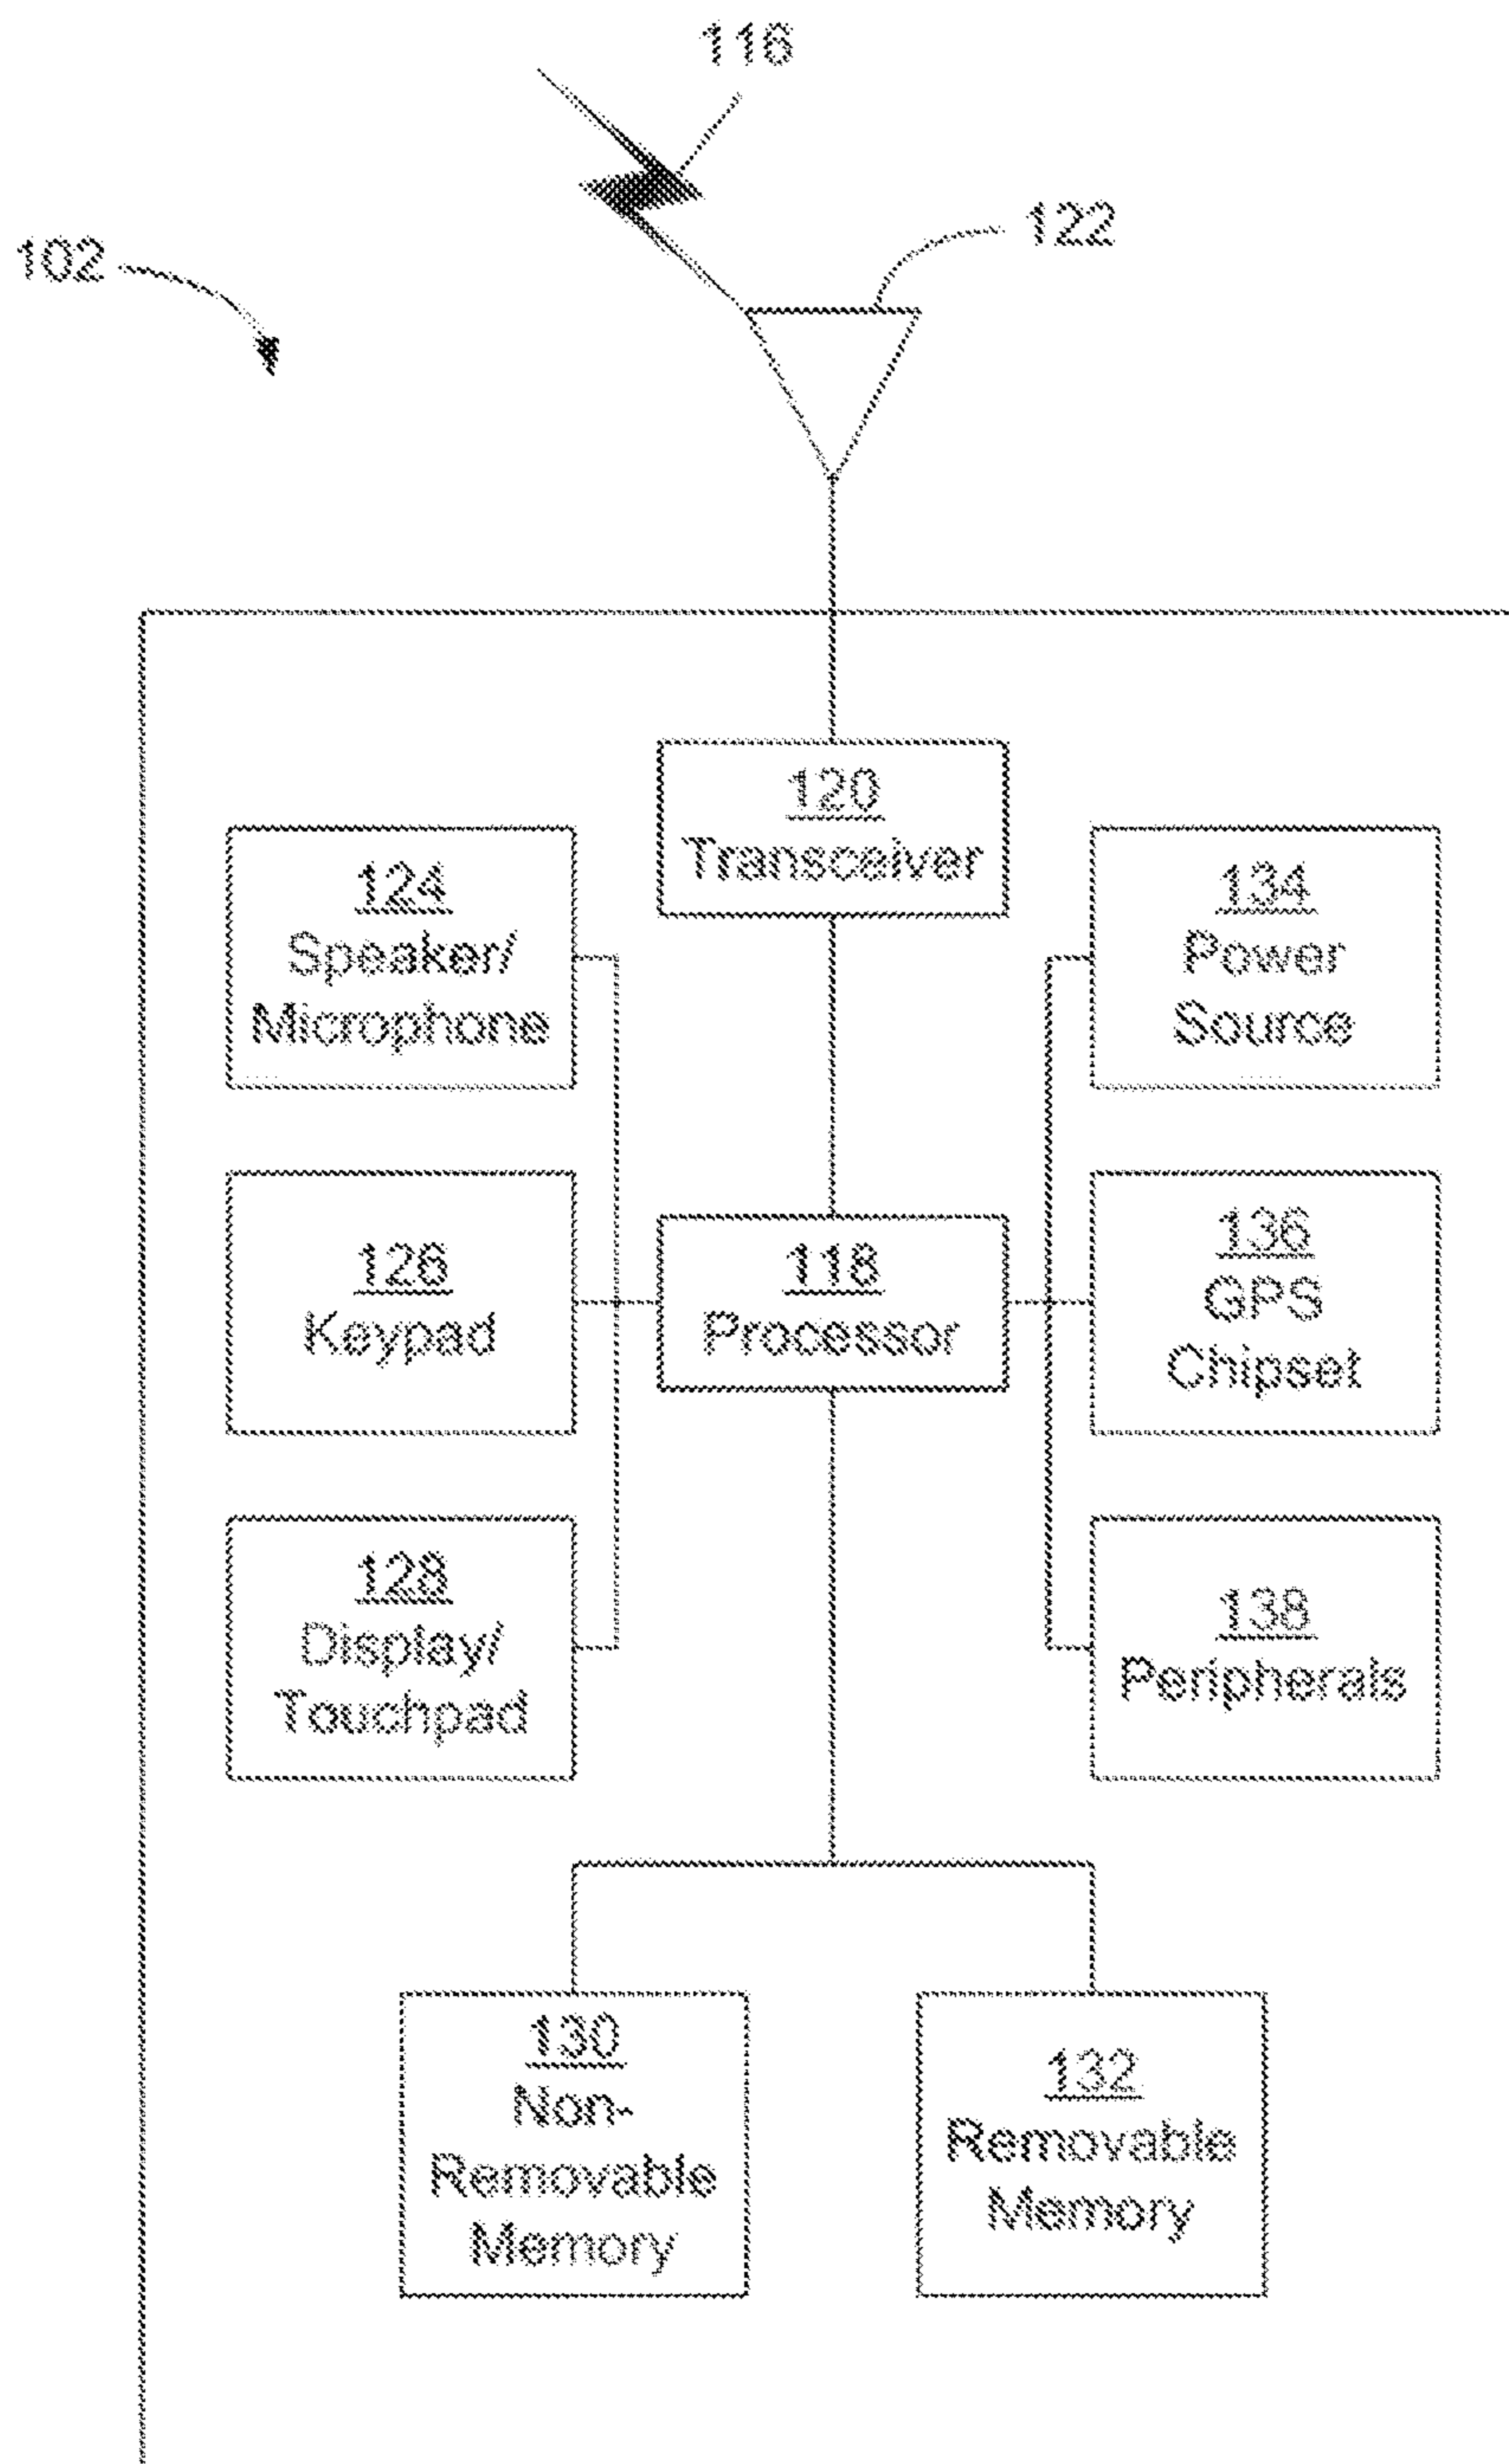 116
122
102
120
Transceiver
124
Speaker/
Microphone
134
Power
Source
126
Keypad
118
Processor
136
GPS
Chipset
128
Display/
Touchpad
138
Peripherals
130
Non-
Removable
Memory
132
Removable
Memory